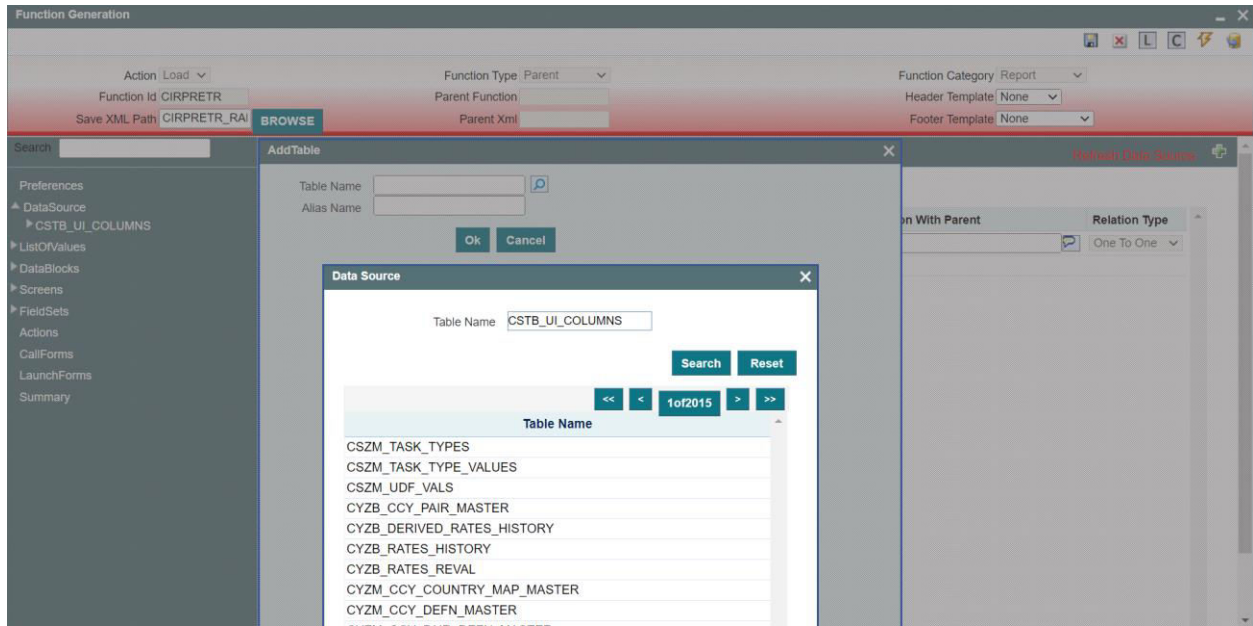 Function Generation
L C
Action Load Function Type Parent Function Category Report
Function Id CIRPRETR Parent Function Header Template None
Save XML Path CIRPRETR_RAI BROWSE Parent Xml Footer Template None
Search AddTable Refresh Data Source
Preferences Table Name
DataSource Alias Name on With Parent Relation Type
CSTB_UI_COLUMNS
ListOfValues Ok Cancel One To One
DataBlocks
Data Source
Screens
FieldSets Table Name CSTB_UI_COLUMNS
Actions
CallForms Search Reset
LaunchForms
Summary << < 1of2015 > >>
Table Name
CSZM_TASK_TYPES
CSZM_TASK_TYPE_VALUES
CSZM_UDF_VALS
CYZB_CCY_PAIR_MASTER
CYZB_DERIVED_RATES_HISTORY
CYZB_RATES_HISTORY
CYZB_RATES_REVAL
CYZM_CCY_COUNTRY_MAP_MASTER
CYZM_CCY_DEFN_MASTER